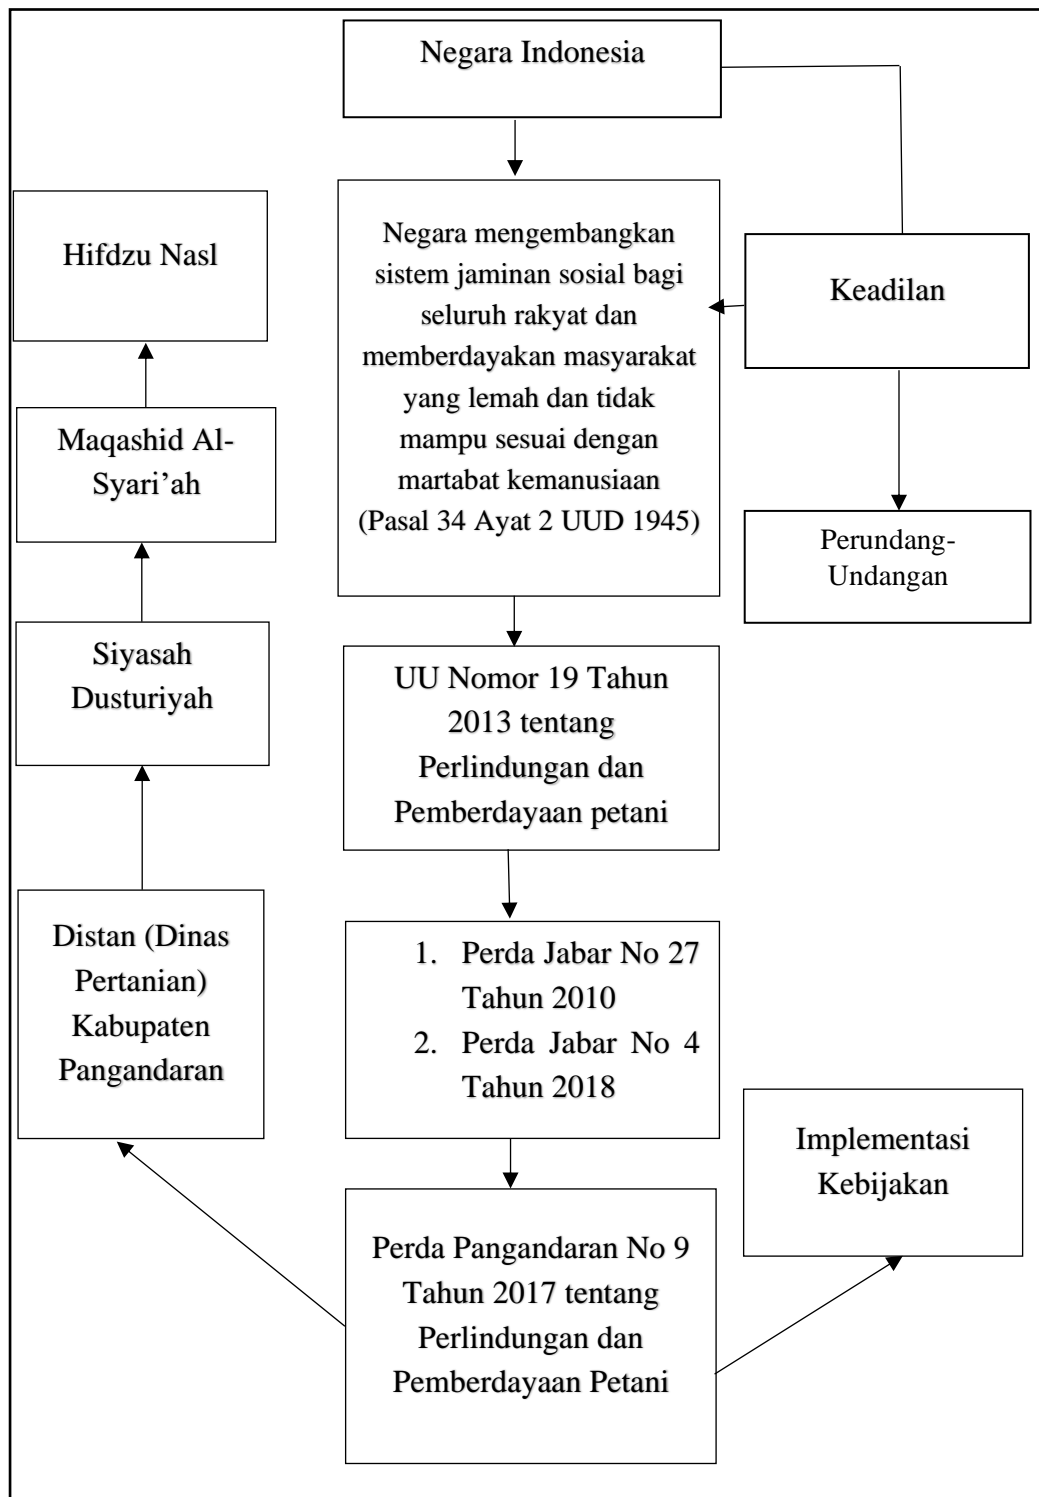 Negara Indonesia
Negara mengembangkan
sistem jaminan sosial bagi
seluruh rakyat dan
memberdayakan masyarakat
yang lemah dan tidak
mampu sesuai dengan
martabat kemanusiaan
(Pasal 34 Ayat 2 UUD 1945)
Keadilan
Perundang-
Undangan
Hifdzu Nasl
Maqashid Al-
Syari’ah
Siyasah
Dusturiyah
Distan (Dinas
Pertanian)
Kabupaten
Pangandaran
UU Nomor 19 Tahun
2013 tentang
Perlindungan dan
Pemberdayaan petani
1. Perda Jabar No 27
Tahun 2010
2. Perda Jabar No 4
Tahun 2018
Perda Pangandaran No 9
Tahun 2017 tentang
Perlindungan dan
Pemberdayaan Petani
Implementasi
Kebijakan